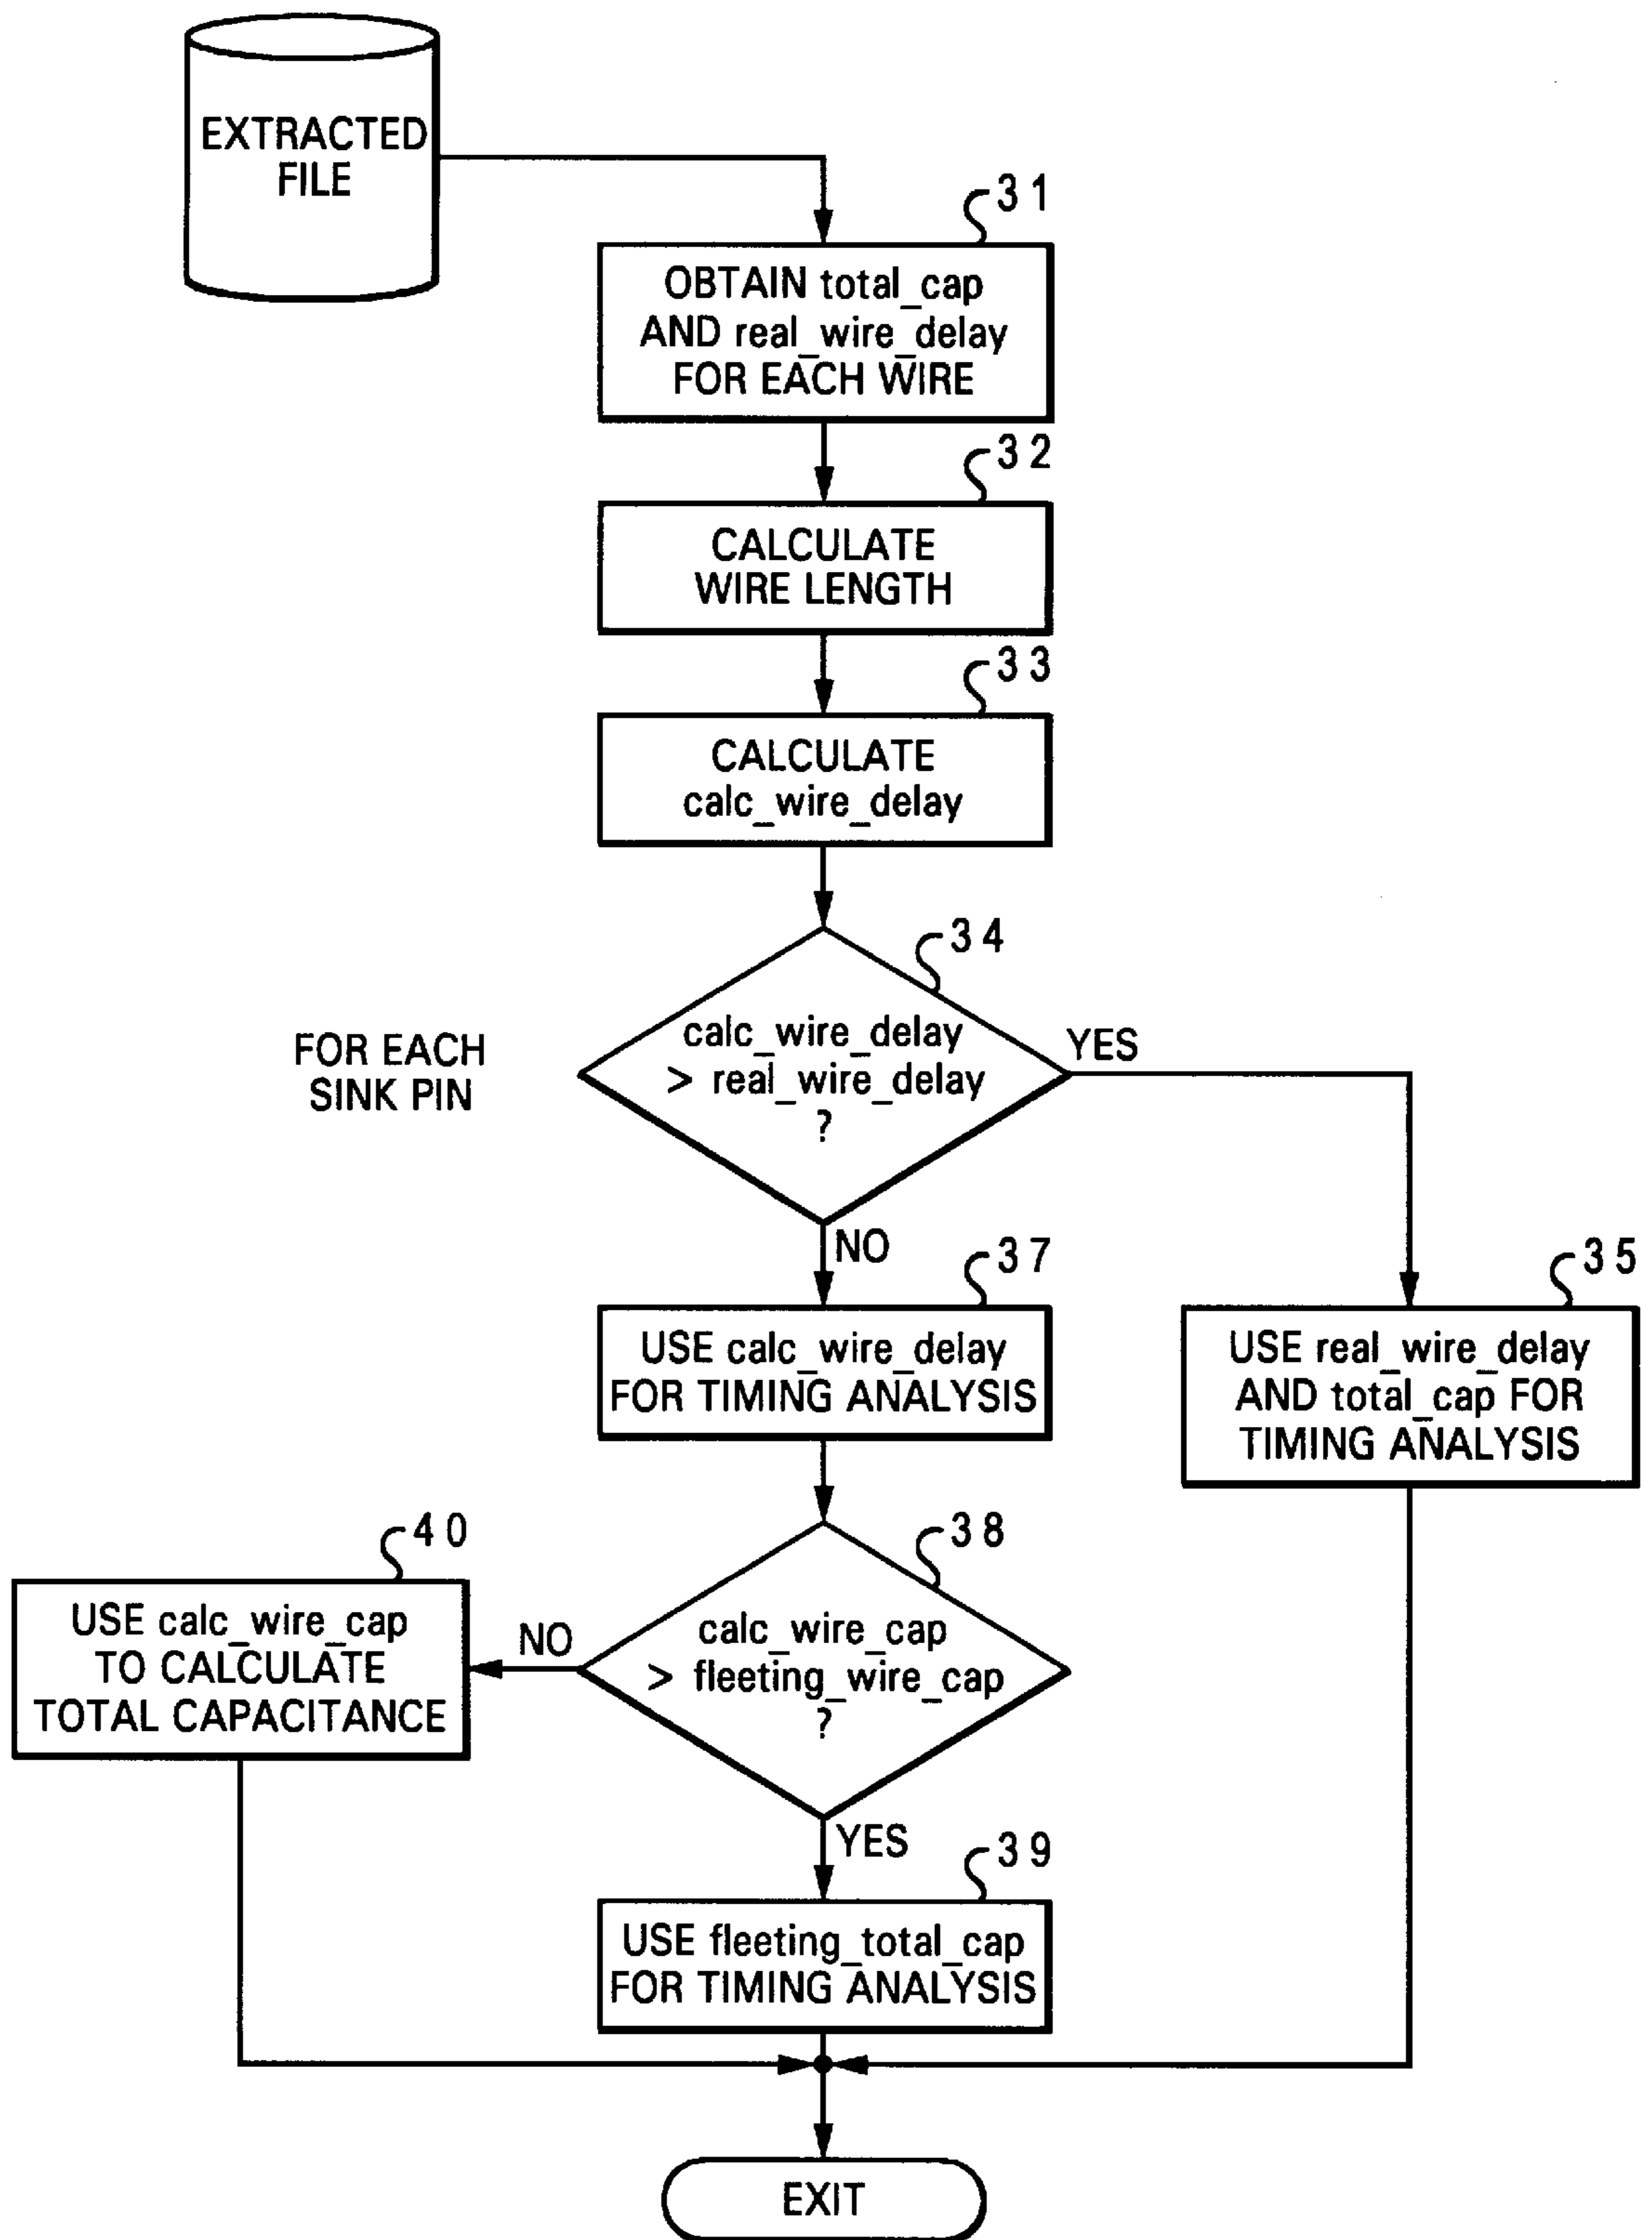 EXTRACTED
FILE
31
OBTAIN total_cap
AND real_wire_delay
FOR EACH WIRE
32
CALCULATE
WIRE LENGTH
33
CALCULATE
calc_wire_delay
34
FOR EACH
SINK PIN
calc_wire_delay
> real_wire_delay
?
YES
NO
37
USE calc_wire_delay
FOR TIMING ANALYSIS
35
USE real_wire_delay
AND total_cap FOR
TIMING ANALYSIS
38
calc_wire_cap
> fleeting_wire_cap
?
NO
40
USE calc_wire_cap
TO CALCULATE
TOTAL CAPACITANCE
YES
39
USE fleeting_total_cap
FOR TIMING ANALYSIS
EXIT